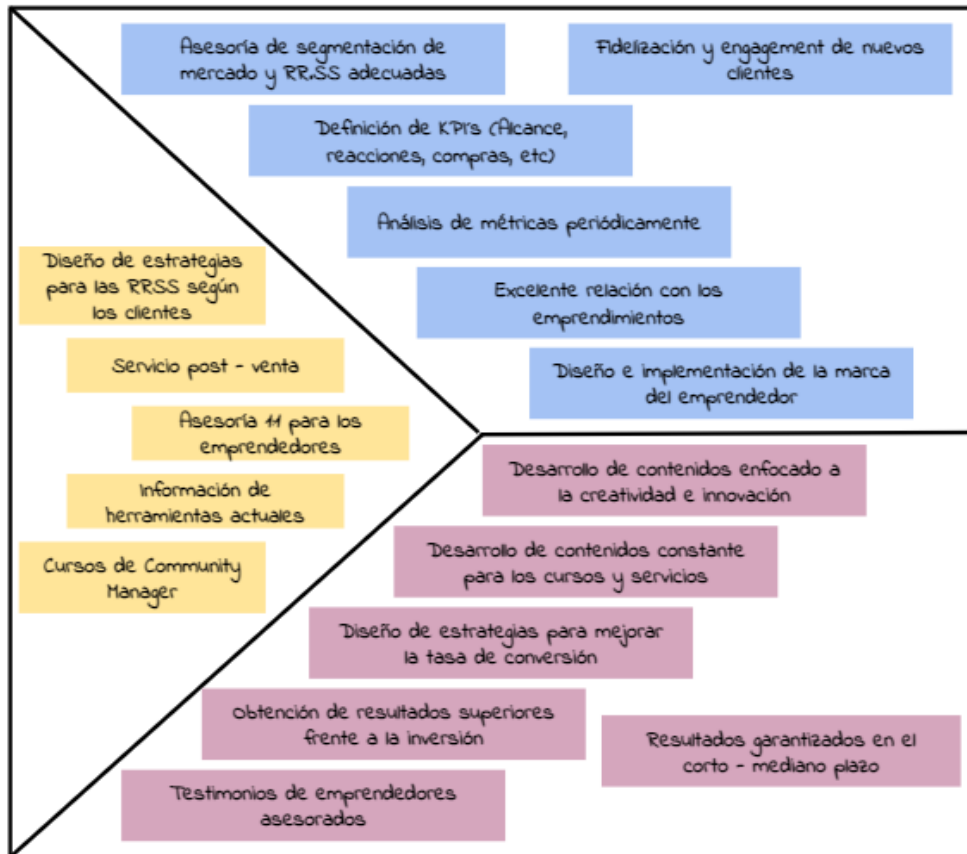 Asesoría de segmentación de
mercado y RR.SS adecuadas
Fidelización y engagement de nuevos
clientes
Definición de KPI's (Alcance,
reacciones, compras, etc)
Análisis de métricas periódicamente
Excelente relación con los
emprendimientos
Diseño e implementación de la marca
del emprendedor
Diseño de estrategias
para las RRSS según
los clientes
Servicio post - venta
Asesoría 1:1 para los
emprendedores
Información de
herramientas actuales
Cursos de Community
Manager
Desarrollo de contenidos enfocado a
la creatividad e innovación
Desarrollo de contenidos constante
para los cursos y servicios
Diseño de estrategias para mejorar
la tasa de conversión
Obtención de resultados superiores
frente a la inversión
Resultados garantizados en el
corto - mediano plazo
Testimonios de emprendedores
asesorados